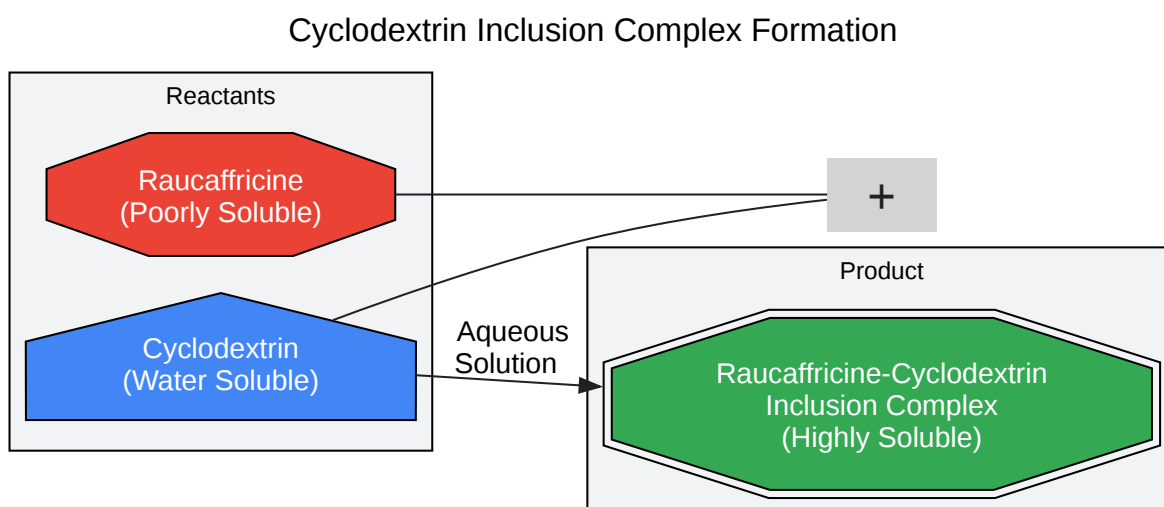 Cyclodextrin Inclusion Complex Formation
Reactants
Raucaffricine
(Poorly Soluble)
+
Cyclodextrin
(Water Soluble)
Aqueous
Solution
Product
Raucaffricine-Cyclodextrin
Inclusion Complex
(Highly Soluble)